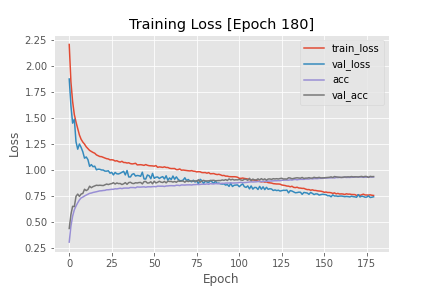 Training Loss [Epoch 180]
2.25
2.00
1.75
1.50
1.25
1.00
0.75
0.50
0.25
Loss
train_loss
val_loss
acc
val_acc
0 25 50 75 100 125 150 175
Epoch